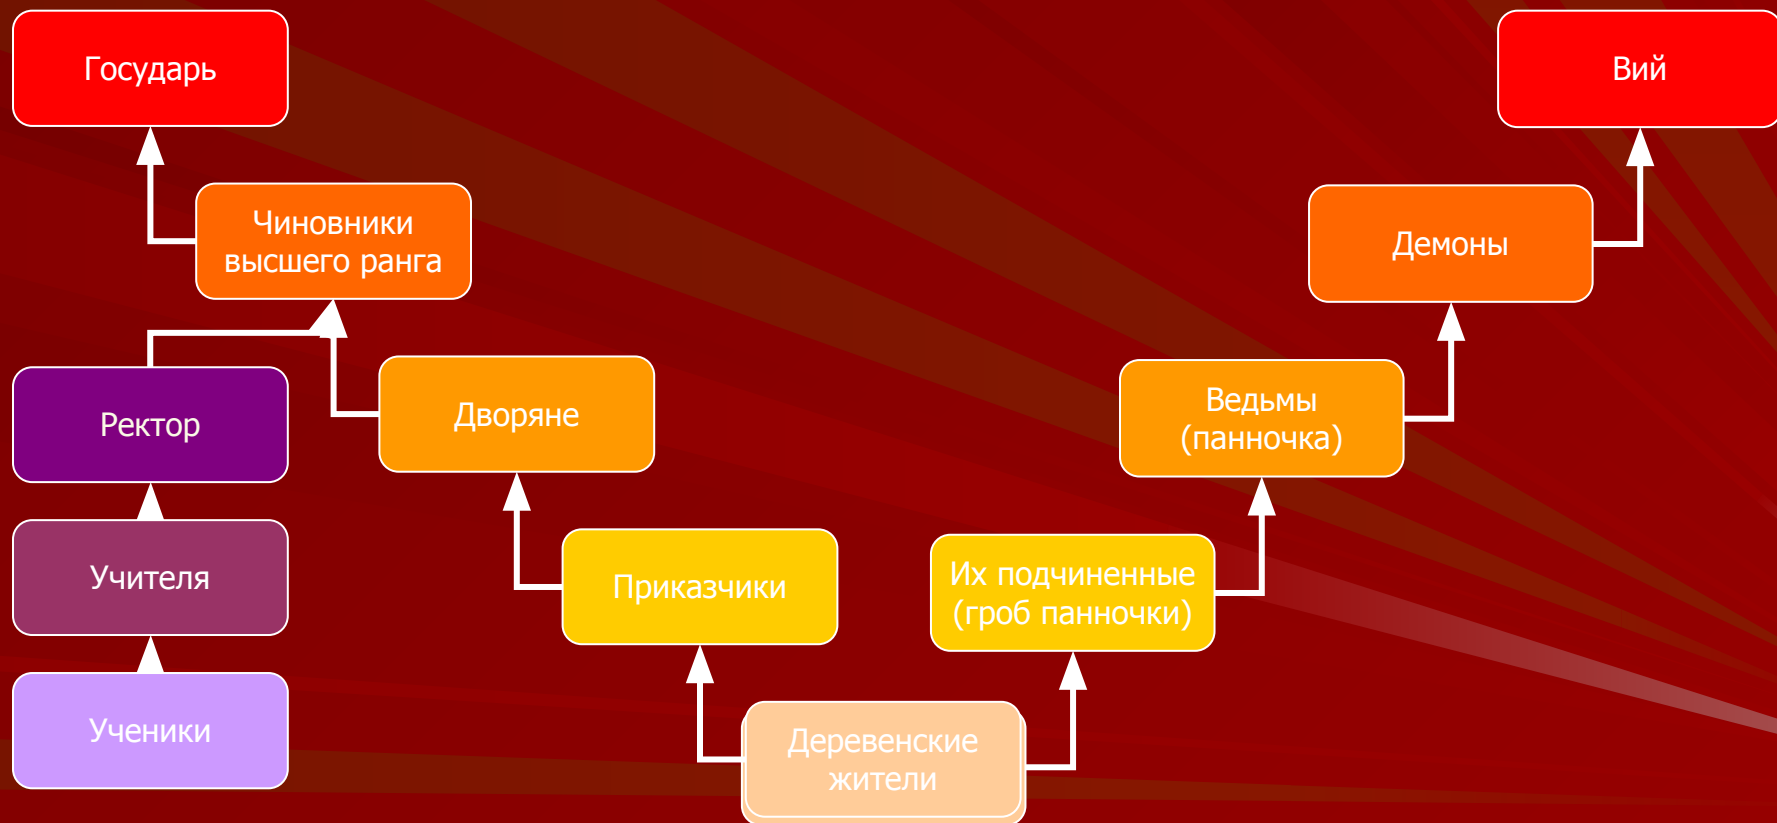 Государь
Вий
Чиновники
высшего ранга
Демоны
Ректор
Дворяне
Ведьмы
(панночка)
Учителя
Приказчики
Их подчиненные
(гроб панночки)
Ученики
Деревенские
жители